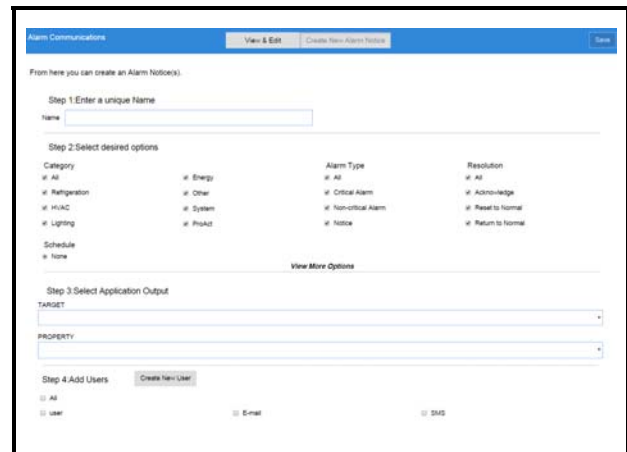 Alarm Communications View & Edit Create New Alarm Notice Save
From here you can create an Alarm Notice(s).
Step 1:Enter a unique Name
Name
Step 2:Select desired options
Category Alarm Type Resolution
All Energy All All
Refrigeration Other Critical Alarm Acknowledge
HVAC System Non-critical Alarm Reset to Normal
Lighting ProAct Notice Return to Normal
Schedule
None
View More Options
Step 3:Select Application Output
TARGET
PROPERTY
Step 4:Add Users Create New User
All
user E-mail SMS